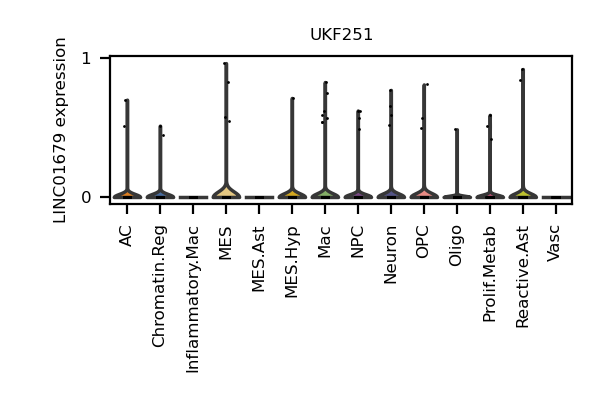 UKF251
LINC01679 expression
1
0
AC
Chromatin.Reg
Inflammatory.Mac
MES
MES.Ast
MES.Hyp
Mac
NPC
Neuron
OPC
Oligo
Prolif.Metab
Reactive.Ast
Vasc